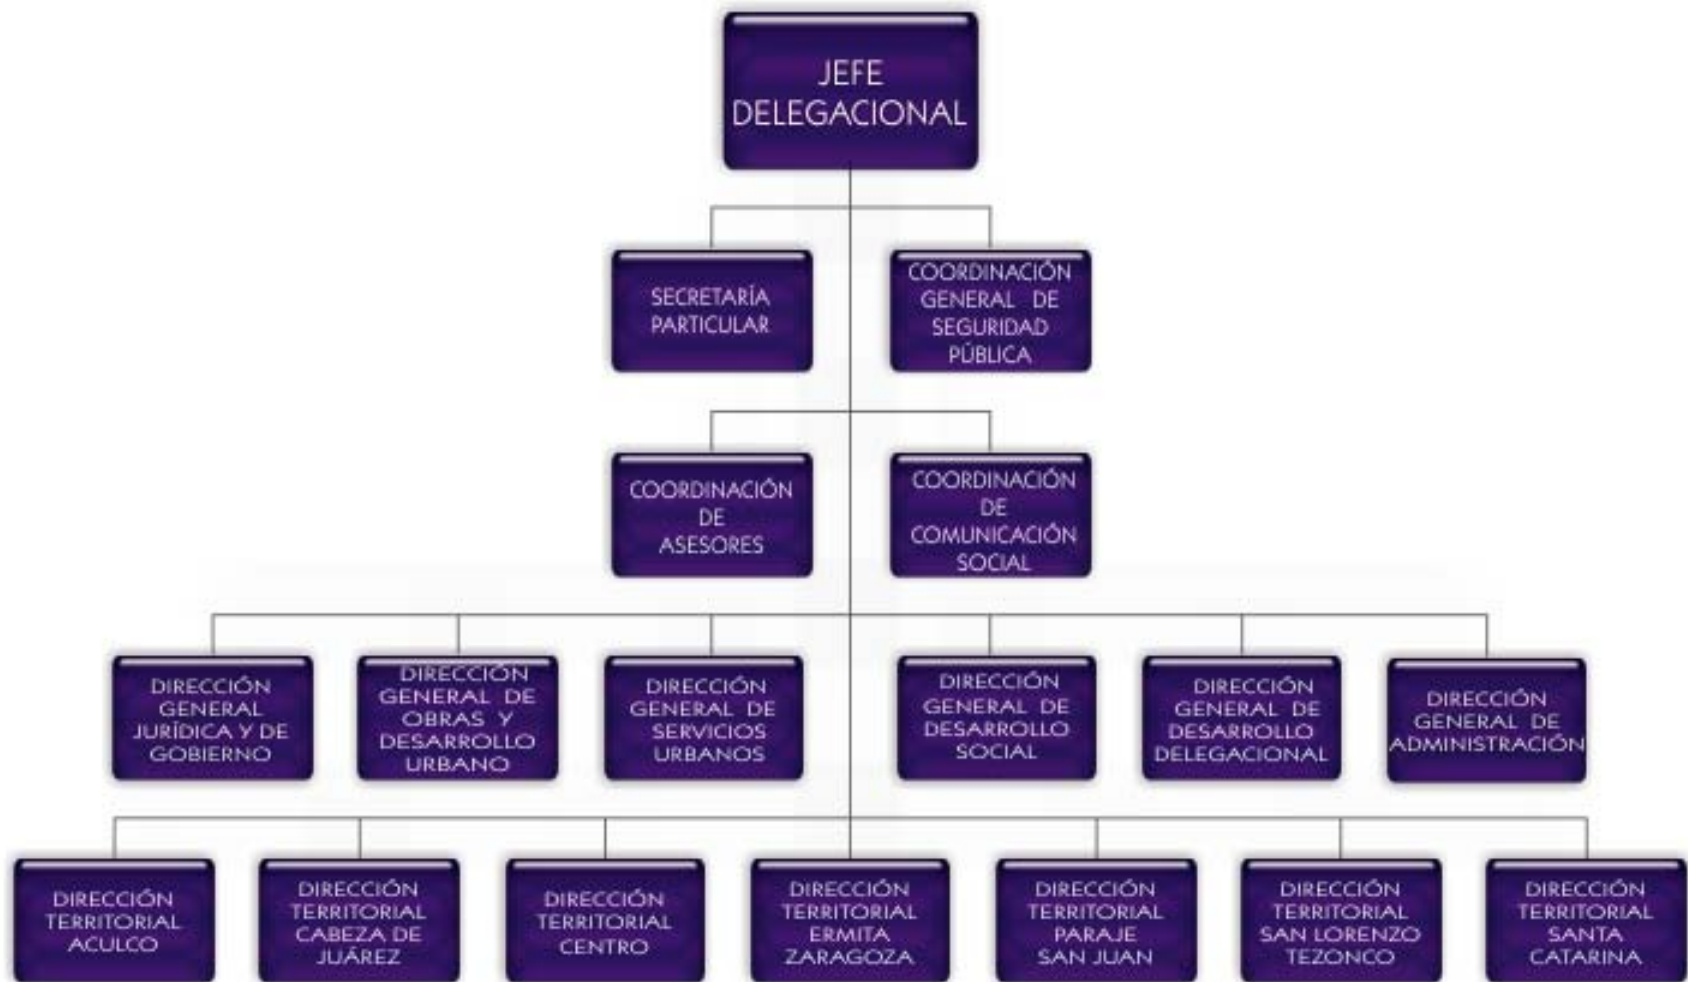 JEFE
DELEGACIONAL
SECRETARÍA
PARTICULAR
COORDINACIÓN
GENERAL DE
SEGURIDAD
PÚBLICA
COORDINACIÓN
DE
ASESORES
COORDINACIÓN
DE
COMUNICACIÓN
SOCIAL
DIRECCIÓN
GENERAL
JURÍDICA Y DE
GOBIERNO
DIRECCIÓN
GENERAL DE
OBRAS Y
DESARROLLO
URBANO
DIRECCIÓN
GENERAL DE
SERVICIOS
URBANOS
DIRECCIÓN
GENERAL DE
DESARROLLO
SOCIAL
DIRECCIÓN
GENERAL DE
DESARROLLO
DELEGACIONAL
DIRECCIÓN
GENERAL DE
ADMINISTRACIÓN
DIRECCIÓN
TERRITORIAL
ACULCO
DIRECCIÓN
TERRITORIAL
CABEZA DE
JUÁREZ
DIRECCIÓN
TERRITORIAL
CENTRO
DIRECCIÓN
TERRITORIAL
ERMITA
ZARAGOZA
DIRECCIÓN
TERRITORIAL
PARAJE
SAN JUAN
DIRECCIÓN
TERRITORIAL
SAN LORENZO
TEZONCO
DIRECCIÓN
TERRITORIAL
SANTA
CATARINA